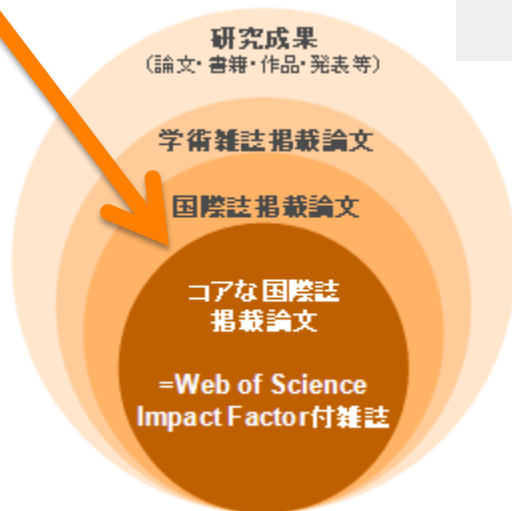 研究成果
（論文・書籍・作品・発表等）
学術雑誌掲載論文
国際誌掲載論文
コアな国際誌
掲載論文
=Web of Science
Impact Factor付雑誌